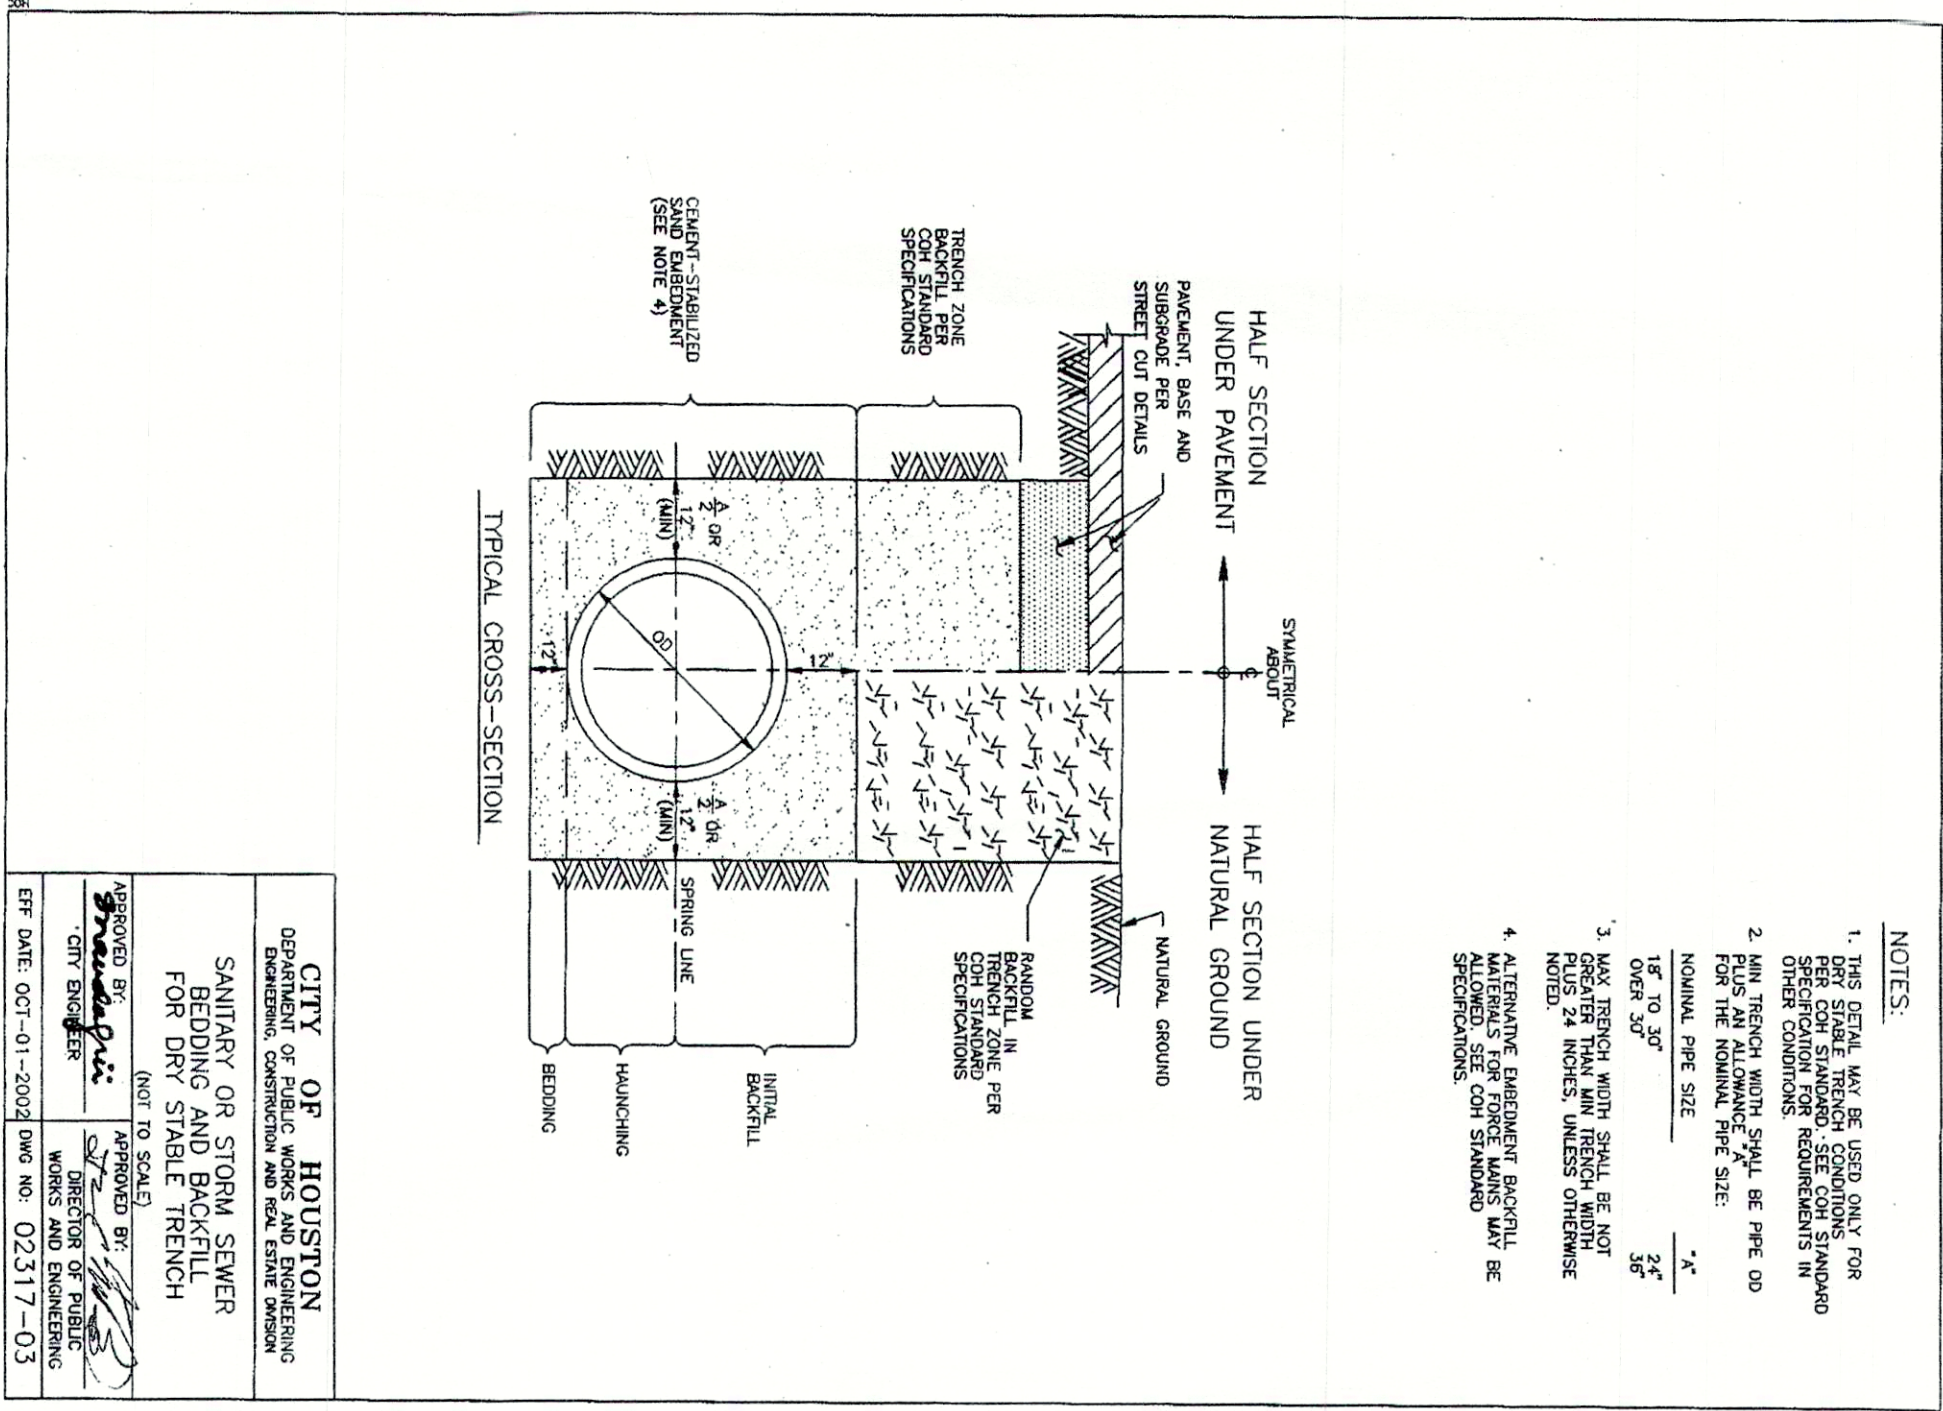 NOTES:
1. THIS DETAIL MAY BE USED ONLY FOR
DRY STABLE TRENCH CONDITIONS
PER COH STANDARD. SEE COH STANDARD
SPECIFICATION FOR REQUIREMENTS IN
OTHER CONDITIONS.
2. MIN TRENCH WIDTH SHALL BE PIPE OD
PLUS AN ALLOWANCE "A"
FOR THE NOMINAL PIPE SIZE:
NOMINAL PIPE SIZE "A"
18" TO 30" 24"
OVER 30" 36"
3. MAX TRENCH WIDTH SHALL BE NOT
GREATER THAN MIN TRENCH WIDTH
PLUS 24 INCHES, UNLESS OTHERWISE
NOTED.
4. ALTERNATIVE EMBEDMENT BACKFILL
MATERIALS FOR FORCE MAINS MAY BE
ALLOWED. SEE COH STANDARD
SPECIFICATIONS.
SYMMETRICAL
ABOUT
℄
HALF SECTION
UNDER PAVEMENT
HALF SECTION UNDER
NATURAL GROUND
PAVEMENT, BASE AND
SUBGRADE PER
STREET CUT DETAILS
NATURAL GROUND
TRENCH ZONE
BACKFILL PER
COH STANDARD
SPECIFICATIONS
RANDOM
BACKFILL IN
TRENCH ZONE PER
COH STANDARD
SPECIFICATIONS
12"
INITIAL
BACKFILL
CEMENT-STABILIZED
SAND EMBEDMENT
(SEE NOTE 4)
A/2 OR
12"
(MIN)
A/2 OR
12"
(MIN)
SPRING LINE
OD
HAUNCHING
12"
BEDDING
TYPICAL CROSS-SECTION
CITY OF HOUSTON
DEPARTMENT OF PUBLIC WORKS AND ENGINEERING
ENGINEERING, CONSTRUCTION AND REAL ESTATE DIVISION
SANITARY OR STORM SEWER
BEDDING AND BACKFILL
FOR DRY STABLE TRENCH
(NOT TO SCALE)
APPROVED BY:
CITY ENGINEER
APPROVED BY:
DIRECTOR OF PUBLIC
WORKS AND ENGINEERING
EFF DATE: OCT-01-2002
DWG NO: 02317-03